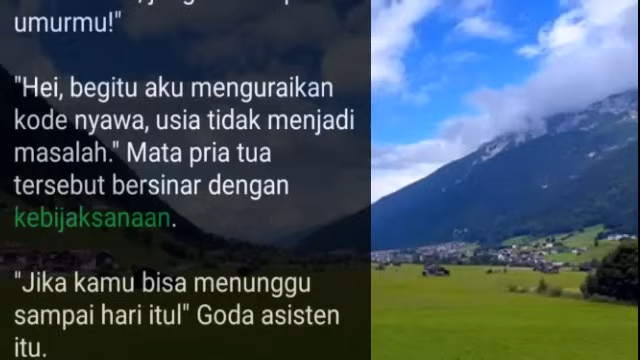 umurmu!"
"Hei, begitu aku menguraikan
kode nyawa, usia tidak menjadi
masalah." Mata pria tua
tersebut bersinar dengan
kebijaksanaan.
"Jika kamu bisa menunggu
sampai hari itul" Goda asisten
itu.